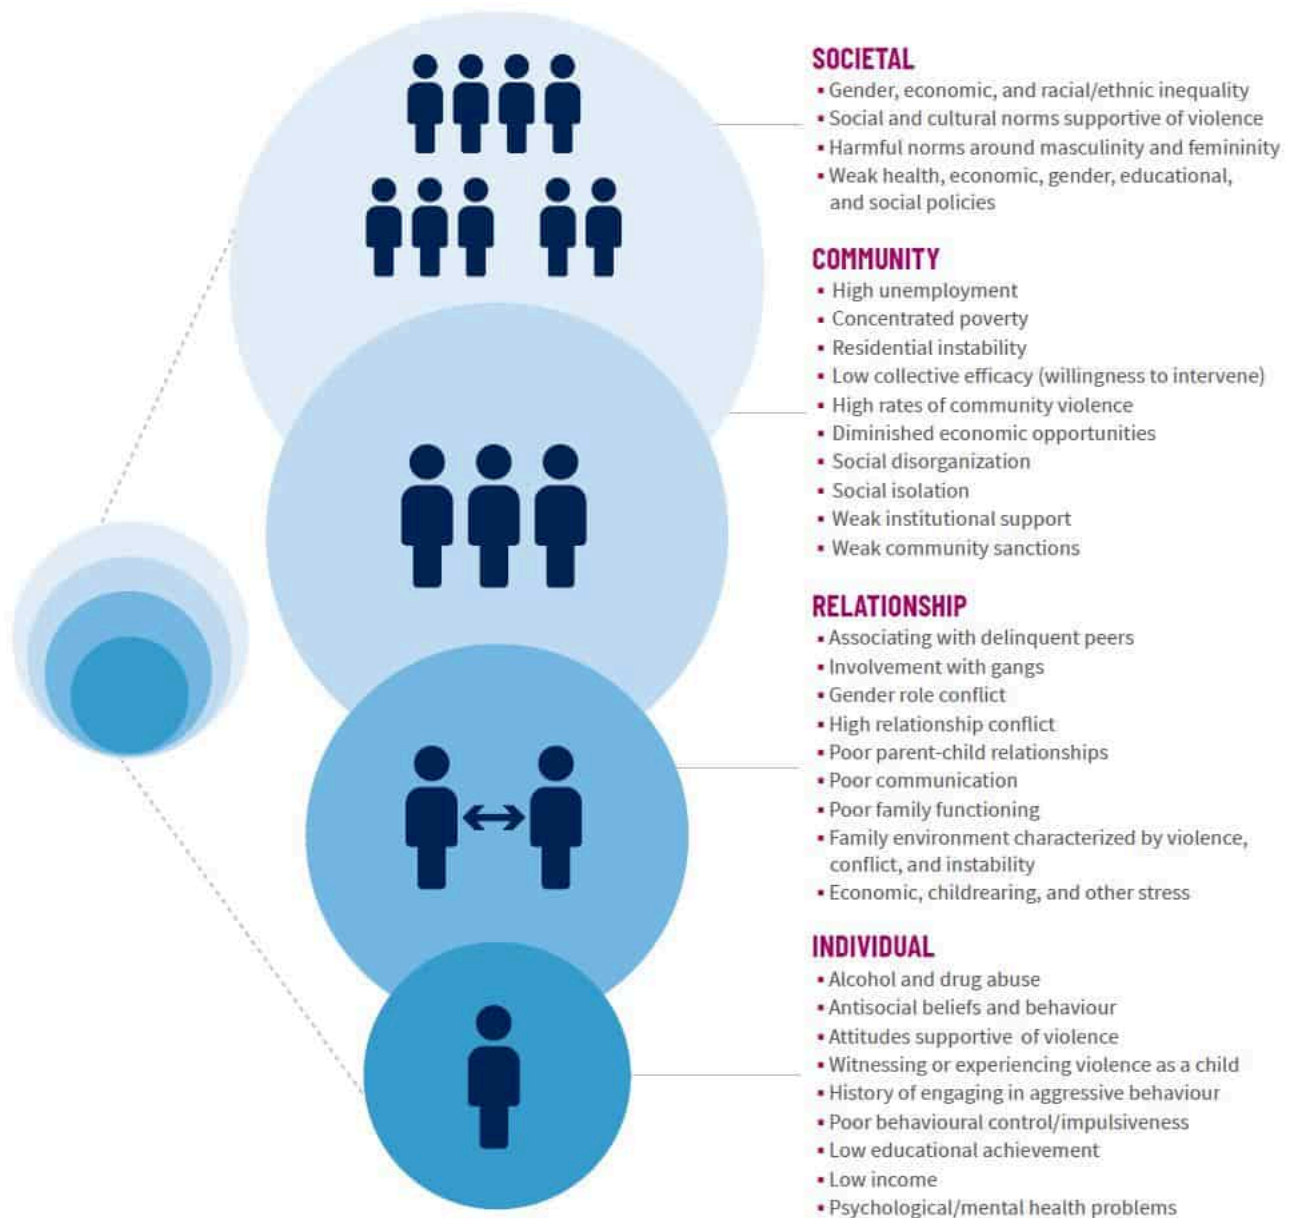 SOCIETAL
▪ Gender, economic, and racial/ethnic inequality
▪ Social and cultural norms supportive of violence
▪ Harmful norms around masculinity and femininity
▪ Weak health, economic, gender, educational,
and social policies
COMMUNITY
▪ High unemployment
▪ Concentrated poverty
▪ Residential instability
▪ Low collective efficacy (willingness to intervene)
▪ High rates of community violence
▪ Diminished economic opportunities
▪ Social disorganization
▪ Social isolation
▪ Weak institutional support
▪ Weak community sanctions
RELATIONSHIP
▪ Associating with delinquent peers
▪ Involvement with gangs
▪ Gender role conflict
▪ High relationship conflict
▪ Poor parent-child relationships
▪ Poor communication
▪ Poor family functioning
▪ Family environment characterized by violence,
conflict, and instability
▪ Economic, childrearing, and other stress
INDIVIDUAL
▪ Alcohol and drug abuse
▪ Antisocial beliefs and behaviour
▪ Attitudes supportive of violence
▪ Witnessing or experiencing violence as a child
▪ History of engaging in aggressive behaviour
▪ Poor behavioural control/impulsiveness
▪ Low educational achievement
▪ Low income
▪ Psychological/mental health problems